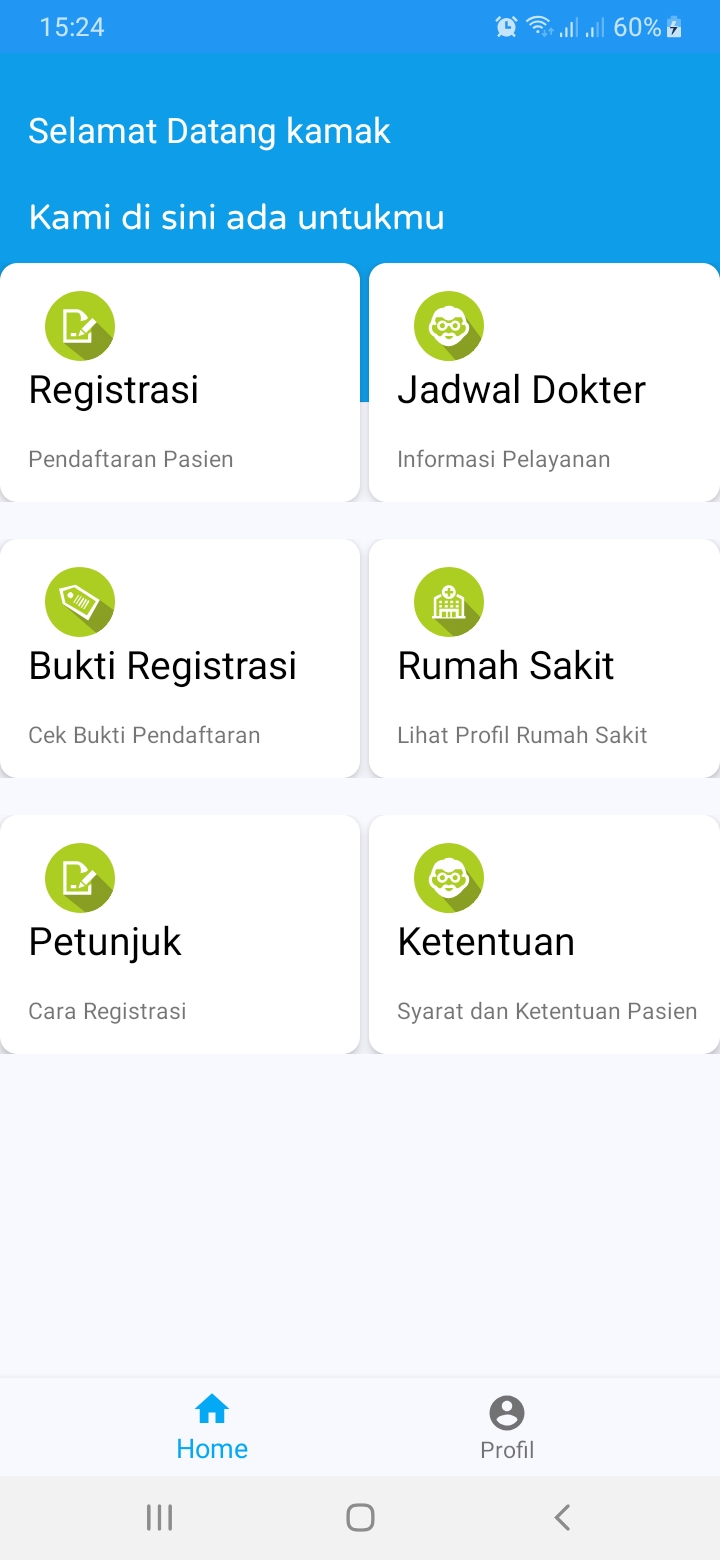 15:24
60%
Selamat Datang kamak
Kami di sini ada untukmu
Registrasi
Pendaftaran Pasien
Jadwal Dokter
Informasi Pelayanan
Bukti Registrasi
Cek Bukti Pendaftaran
Rumah Sakit
Lihat Profil Rumah Sakit
Petunjuk
Cara Registrasi
Ketentuan
Syarat dan Ketentuan Pasien
Home
Profil